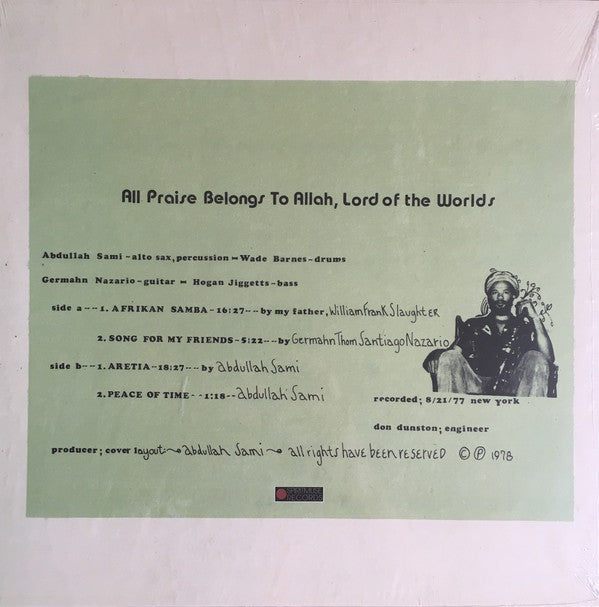 All Praise Belongs To Allah, Lord of the Worlds
Abdullah Sami-alto sax, percussion-Wade Barnes-drums
Germahn Nazario-guitar - Hogan Jiggetts-bass
side a--1. AFRIKAN SAMBA-16:27--by my father, William Frank Slaughter
2. SONG FOR MY FRIENDS-5:22--by Germahn Thom Santiago Nazario
side b--1. ARETIA-18:27--by abdullah Sami
2. PEACE OF TIME--1:18--abdullah Sami
recorded; 8/21/77 new york
don dunston; engineer
producer; cover layout:~abdullah Sami~all rights have been reserved © ℗ 1978
SPIRITMUSE
RECORDS